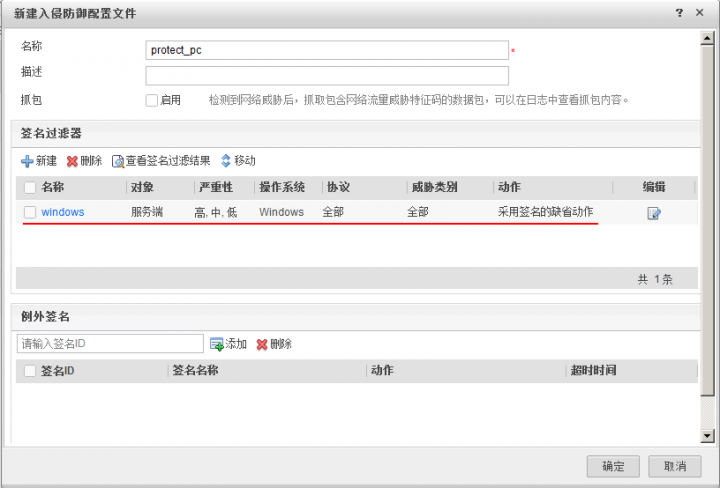 新建入侵防御配置文件 ? ×
名称 protect_pc *
描述
抓包 启用 检测到网络威胁后，抓取包含网络流量威胁特征码的数据包，可以在日志中查看抓包内容。
签名过滤器
新建 删除 查看签名过滤结果 移动
名称 对象 严重性 操作系统 协议 威胁类别 动作 编辑
windows 服务端 高, 中, 低 Windows 全部 全部 采用签名的缺省动作
共 1 条
例外签名
请输入签名ID 添加 删除
签名ID 签名名称 动作 超时时间
确定 取消